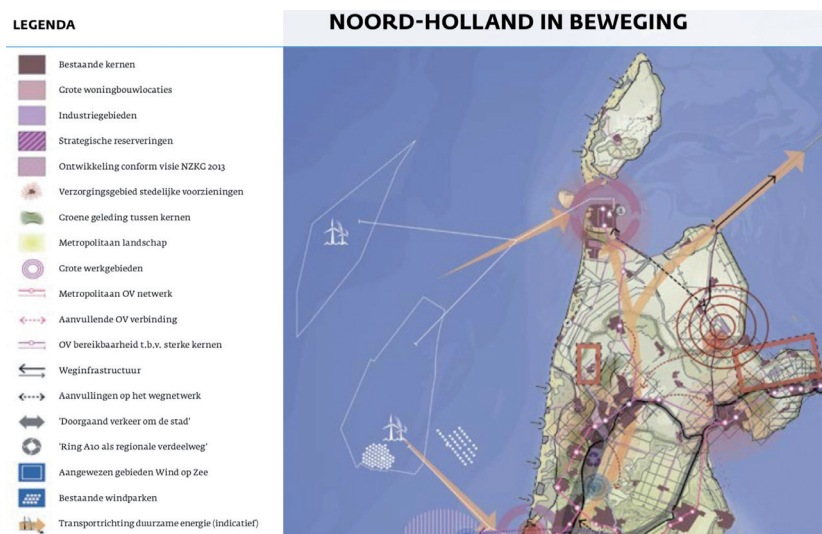 LEGENDA
NOORD-HOLLAND IN BEWEGING
Bestaande kernen
Grote woningbouwlocaties
Industriegebieden
Strategische reserveringen
Ontwikkeling conform visie NZKG 2013
Verzorgingsgebied stedelijke voorzieningen
Groene geleding tussen kernen
Metropolitaan landschap
Grote werkgebieden
Metropolitaan OV netwerk
Aanvullende OV verbinding
OV bereikbaarheid t.b.v. sterke kernen
Weginfrastructuur
Aanvullingen op het wegnetwerk
'Doorgaand verkeer om de stad'
'Ring A10 als regionale verdeelweg'
Aangewezen gebieden Wind op Zee
Bestaande windparken
Transportrichting duurzame energie (indicatief)